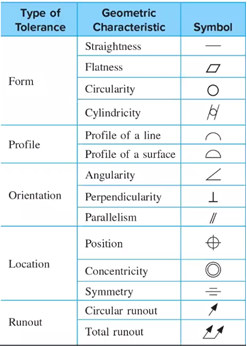 Type of Tolerance Geometric Characteristic Symbol
Form
Straightness
Flatness
Circularity
Cylindricity
Profile
Profile of a line
Profile of a surface
Orientation
Angularity
Perpendicularity
Parallelism
Location
Position
Concentricity
Symmetry
Runout
Circular runout
Total runout